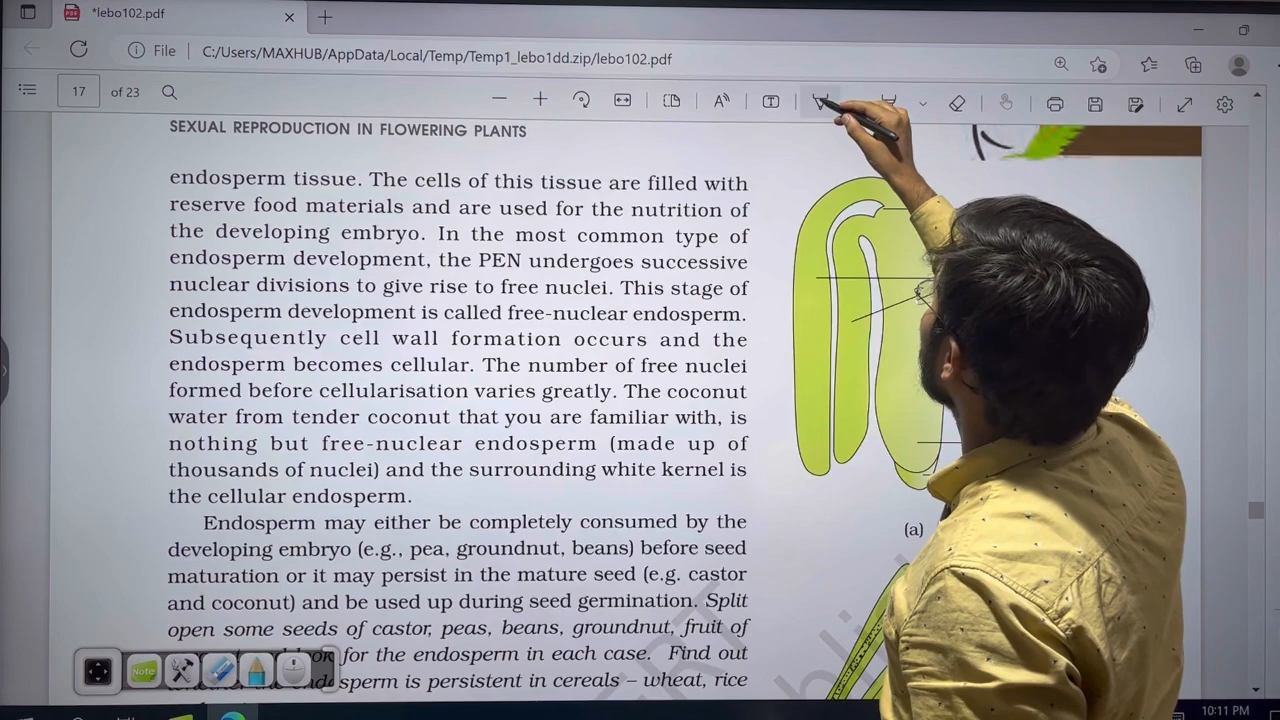 *lebo102.pdf
File
C:/Users/MAXHUB/AppData/Local/Temp/Temp1_lebo1dd.zip/lebo102.pdf
17 of 23
SEXUAL REPRODUCTION IN FLOWERING PLANTS
endosperm tissue. The cells of this tissue are filled with
reserve food materials and are used for the nutrition of
the developing embryo. In the most common type of
endosperm development, the PEN undergoes successive
nuclear divisions to give rise to free nuclei. This stage of
endosperm development is called free-nuclear endosperm.
Subsequently cell wall formation occurs and the
endosperm becomes cellular. The number of free nuclei
formed before cellularisation varies greatly. The coconut
water from tender coconut that you are familiar with, is
nothing but free-nuclear endosperm (made up of
thousands of nuclei) and the surrounding white kernel is
the cellular endosperm.
Endosperm may either be completely consumed by the
developing embryo (e.g., pea, groundnut, beans) before seed
maturation or it may persist in the mature seed (e.g. castor
and coconut) and be used up during seed germination. Split
open some seeds of castor, peas, beans, groundnut, fruit of
for the endosperm in each case. Find out
is persistent in cereals – wheat, rice
(a)
Note
10:11 PM